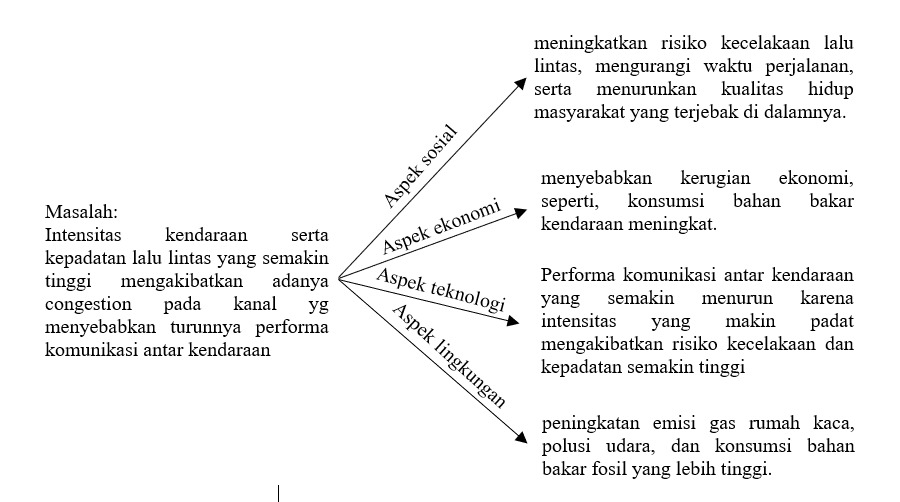 Masalah:
Intensitas kendaraan serta
kepadatan lalu lintas yang semakin
tinggi mengakibatkan adanya
congestion pada kanal yg
menyebabkan turunnya performa
komunikasi antar kendaraan
Aspek sosial
meningkatkan risiko kecelakaan lalu
lintas, mengurangi waktu perjalanan,
serta menurunkan kualitas hidup
masyarakat yang terjebak di dalamnya.
Aspek ekonomi
menyebabkan kerugian ekonomi,
seperti, konsumsi bahan bakar
kendaraan meningkat.
Aspek teknologi
Performa komunikasi antar kendaraan
yang semakin menurun karena
intensitas yang makin padat
mengakibatkan risiko kecelakaan dan
kepadatan semakin tinggi
Aspek lingkungan
peningkatan emisi gas rumah kaca,
polusi udara, dan konsumsi bahan
bakar fosil yang lebih tinggi.